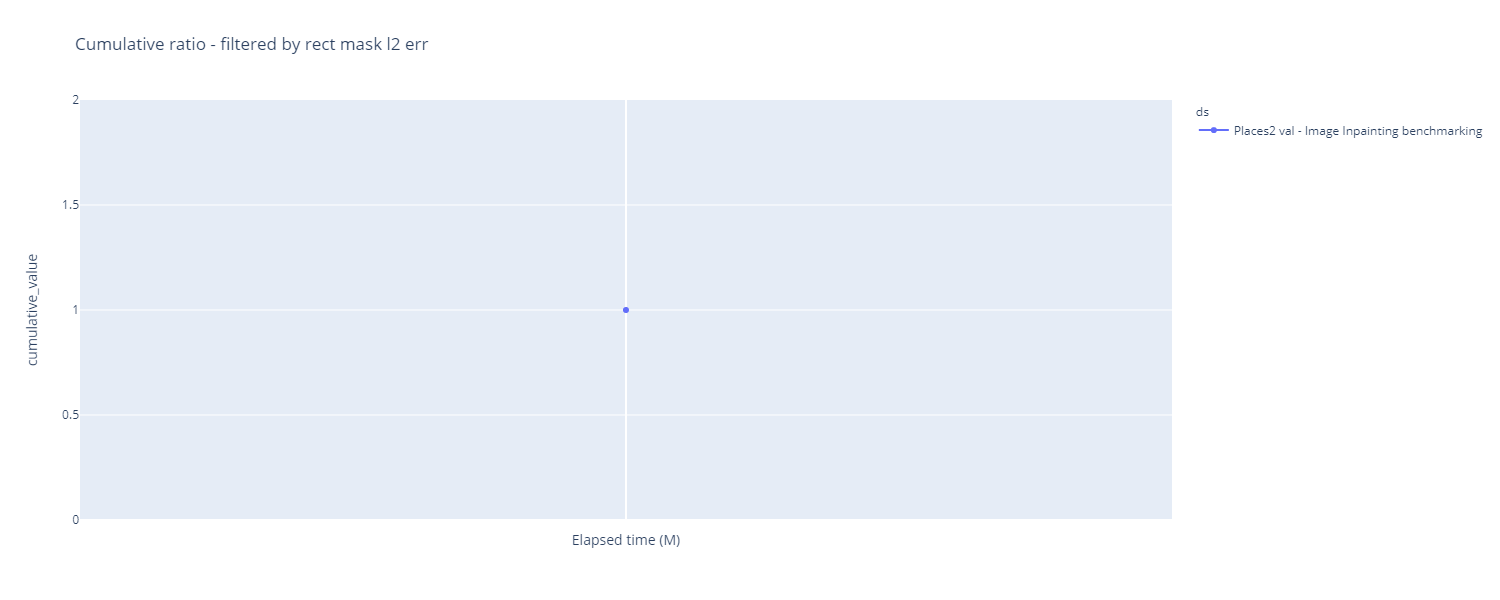 Cumulative ratio - filtered by rect mask l2 err
2
1.5
1
0.5
0
cumulative_value
Elapsed time (M)
ds
Places2 val - Image Inpainting benchmarking